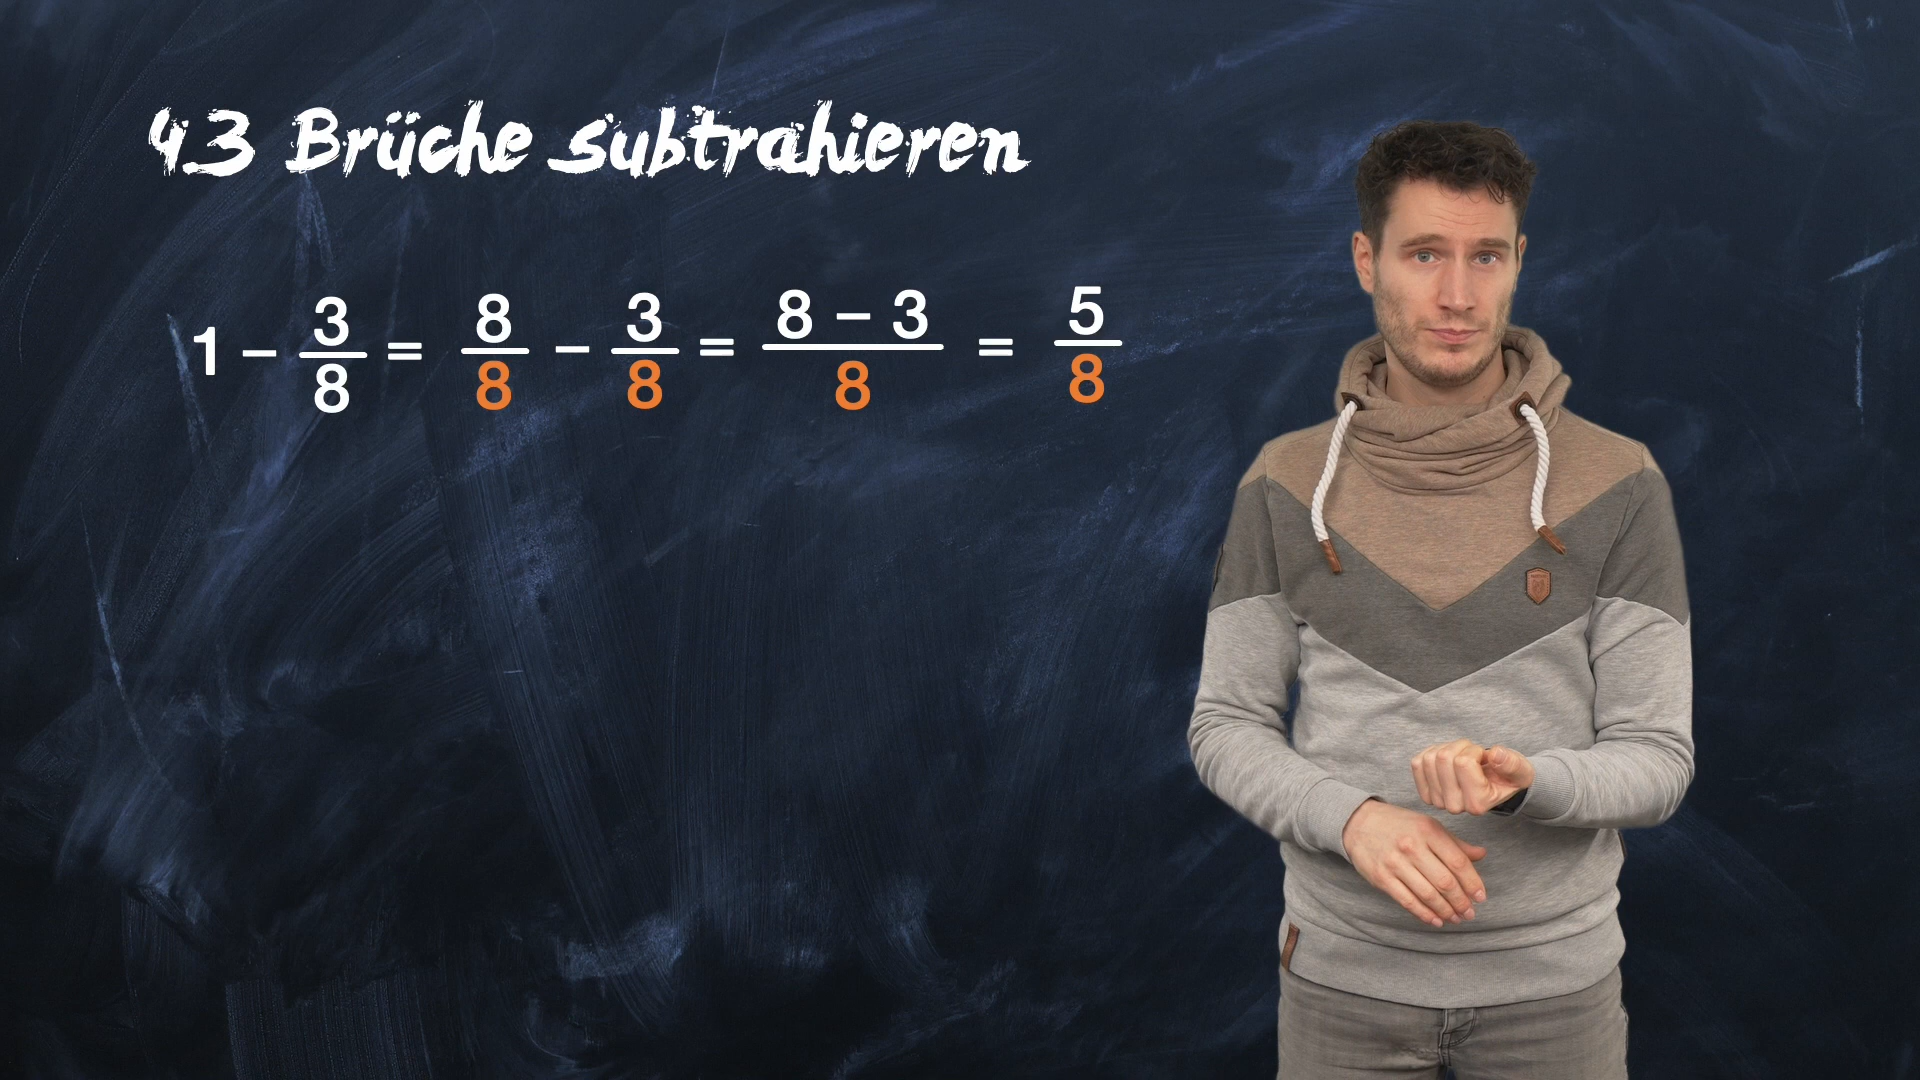 4.3 Brüche subtrahieren
1 - 3/8 = 8/8 - 3/8 = (8 - 3)/8 = 5/8